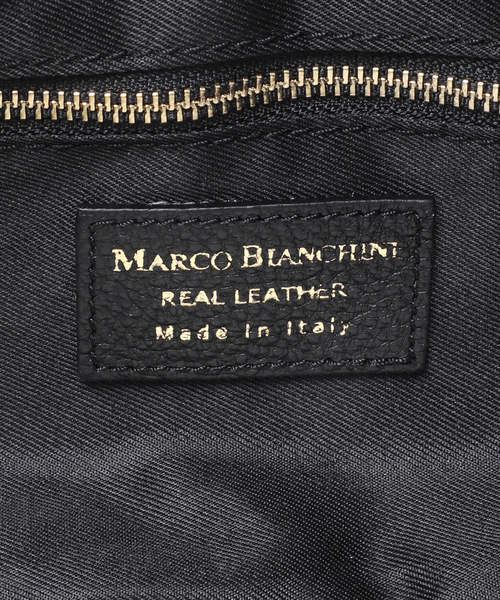 MARCO BIANCHINI
REAL LEATHER
Made in Italy